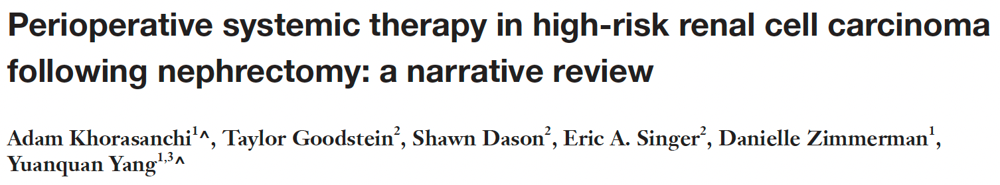 Perioperative systemic therapy in high-risk renal cell carcinoma
following nephrectomy: a narrative review
Adam Khorasanchi1^, Taylor Goodstein2, Shawn Dason2, Eric A. Singer2, Danielle Zimmerman1,
Yuanquan Yang1,3^